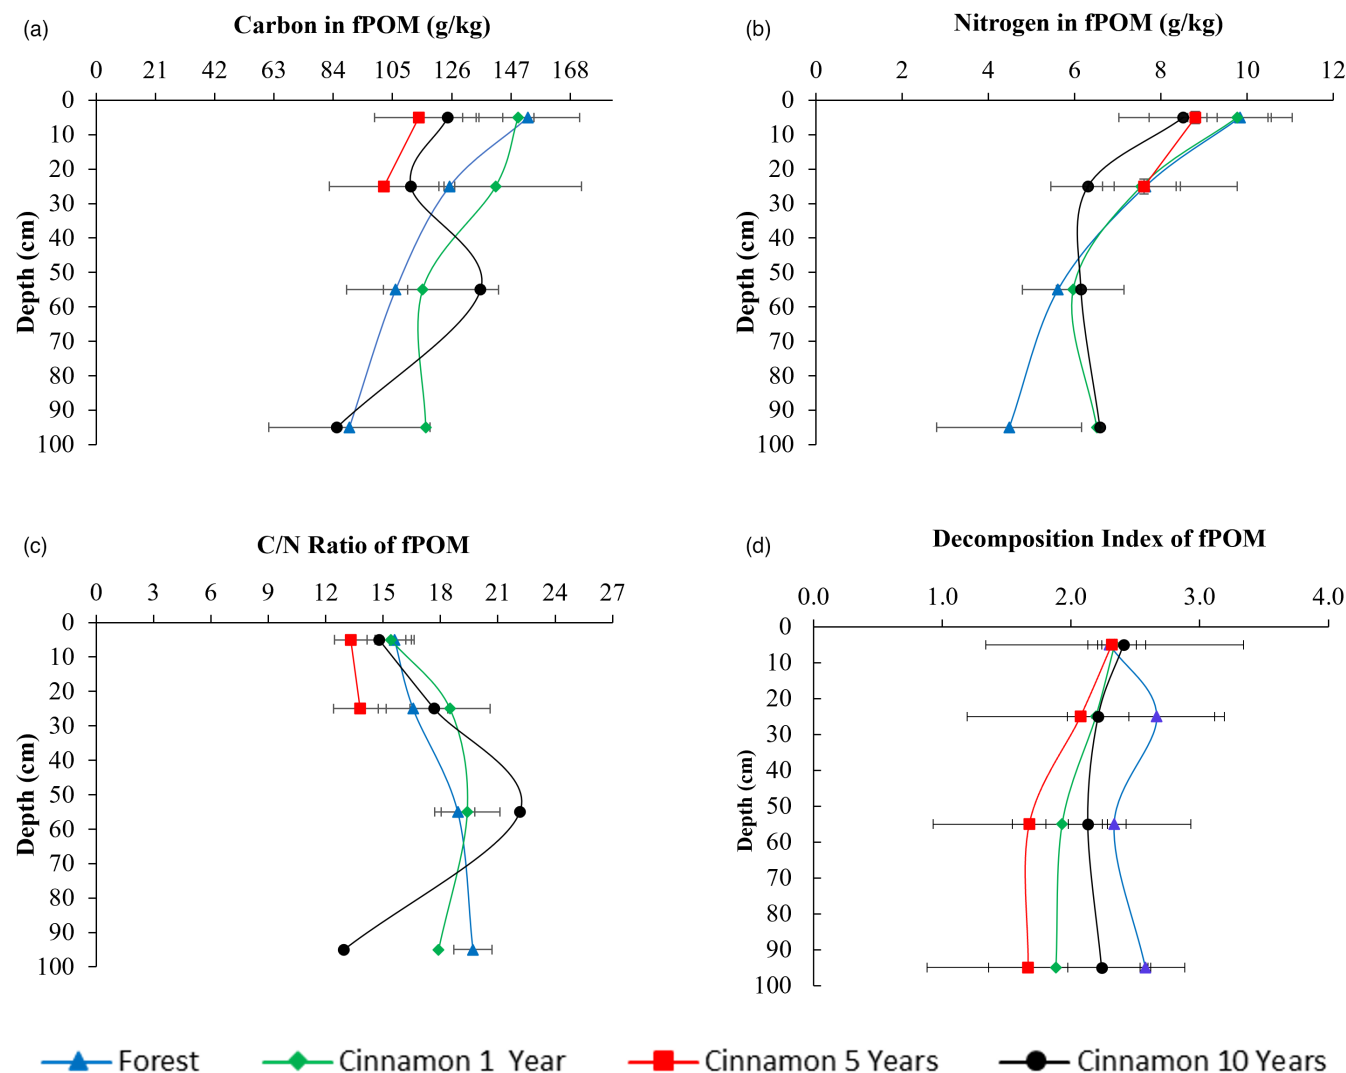 (a)
Carbon in fPOM (g/kg)
0 21 42 63 84 105 126 147 168
0
10
20
30
40
50
60
70
80
90
100
Depth (cm)
(b)
Nitrogen in fPOM (g/kg)
0 2 4 6 8 10 12
0
10
20
30
40
50
60
70
80
90
100
Depth (cm)
(c)
C/N Ratio of fPOM
0 3 6 9 12 15 18 21 24 27
0
10
20
30
40
50
60
70
80
90
100
Depth (cm)
(d)
Decomposition Index of fPOM
0.0 1.0 2.0 3.0 4.0
0
10
20
30
40
50
60
70
80
90
100
Depth (cm)
Forest Cinnamon 1 Year Cinnamon 5 Years Cinnamon 10 Years